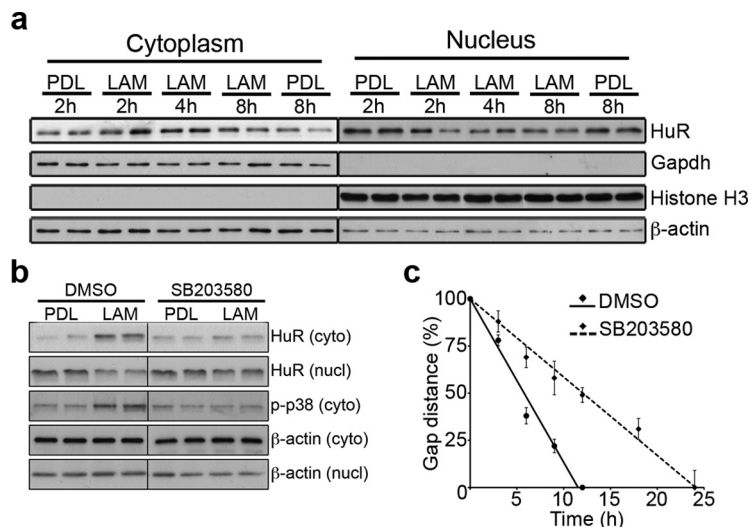 a
Cytoplasm Nucleus
PDL LAM LAM LAM PDL PDL LAM LAM LAM PDL
2h 2h 4h 8h 8h 2h 2h 4h 8h 8h
HuR
Gapdh
Histone H3
β-actin
b
DMSO SB203580
PDL LAM PDL LAM
HuR (cyto)
HuR (nucl)
p-p38 (cyto)
β-actin (cyto)
β-actin (nucl)
c
DMSO
SB203580
Gap distance (%)
100
75
50
25
0
0 5 10 15 20 25
Time (h)